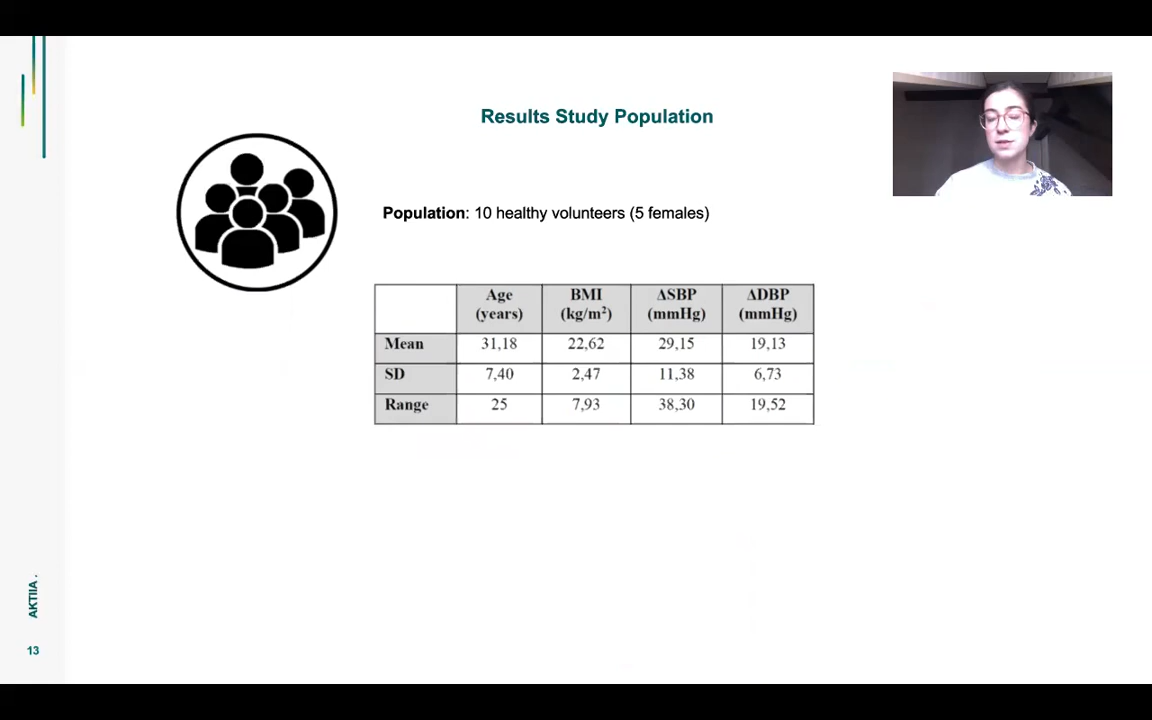 Results Study Population
Population: 10 healthy volunteers (5 females)
Age (years) BMI (kg/m²) ΔSBP (mmHg) ΔDBP (mmHg)
Mean 31,18 22,62 29,15 19,13
SD 7,40 2,47 11,38 6,73
Range 25 7,93 38,30 19,52
AKTIIA.
13